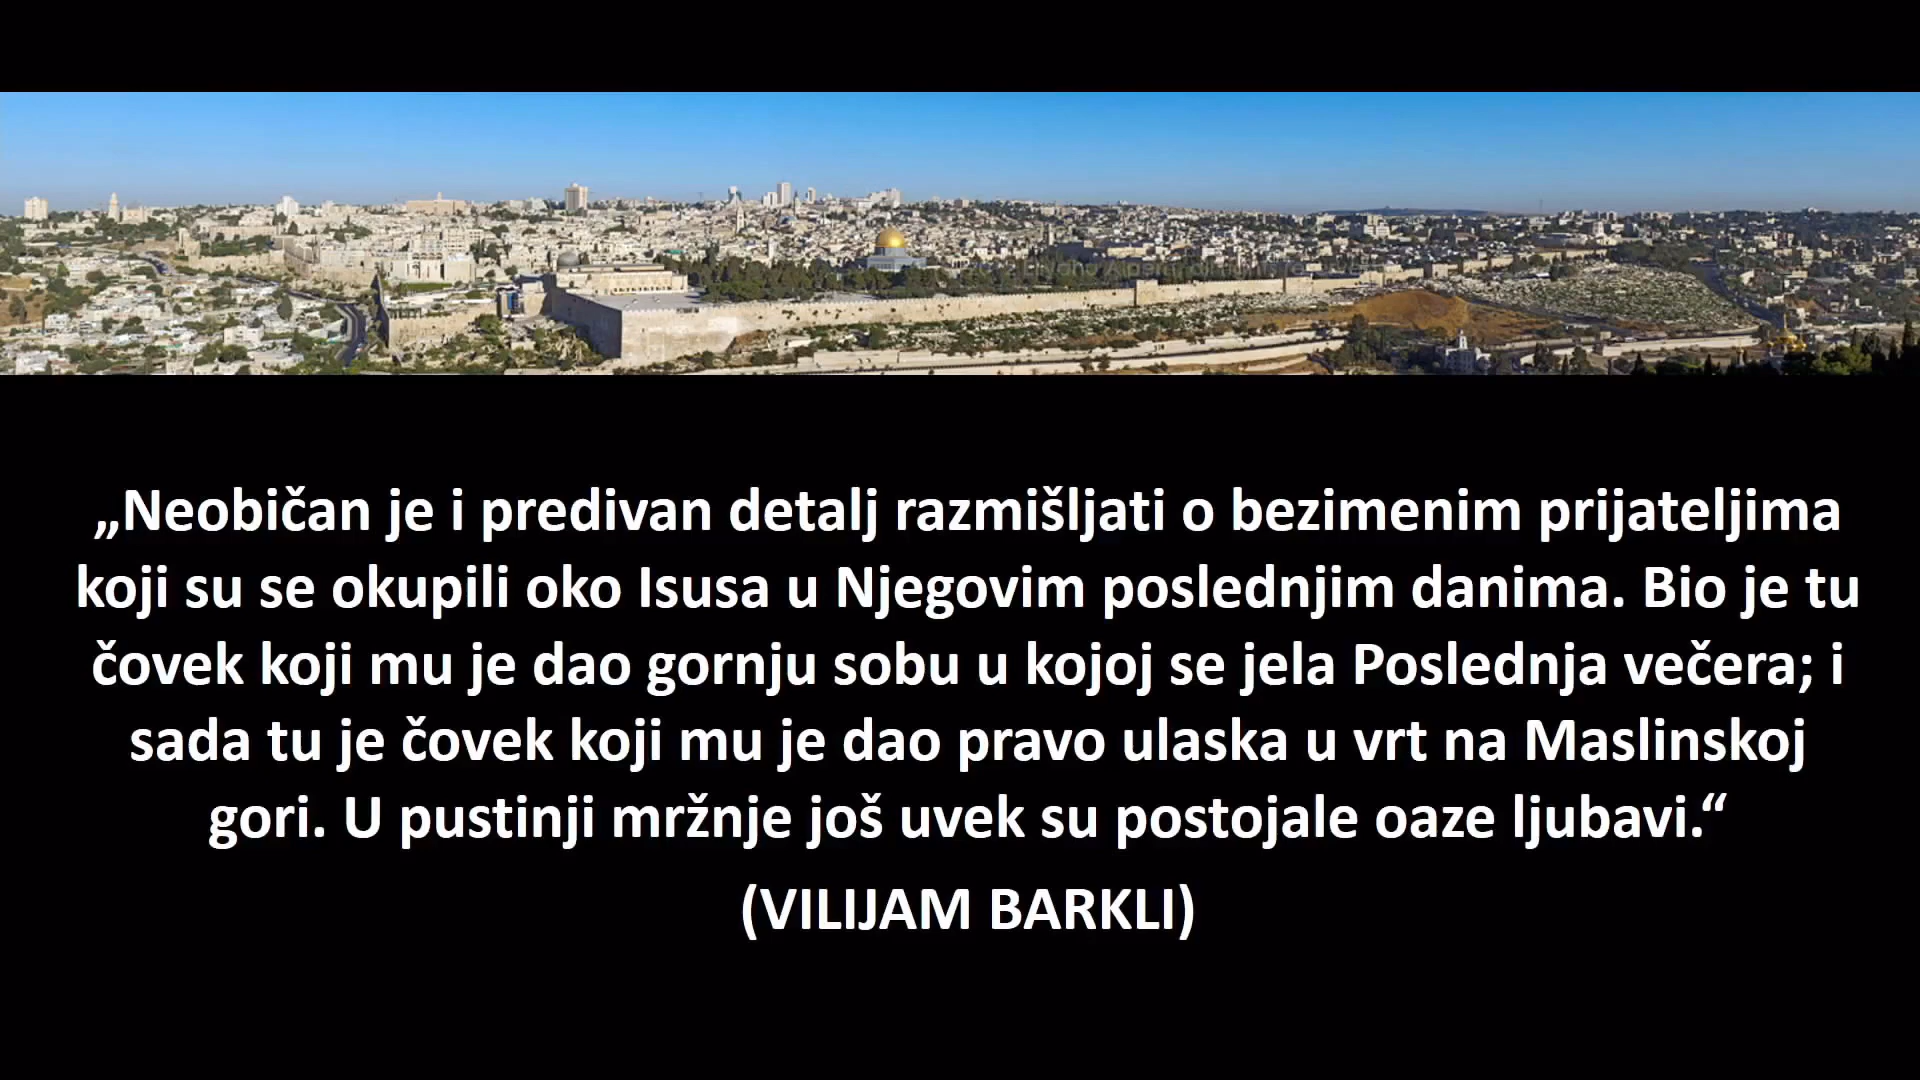 „Neobičan je i predivan detalj razmišljati o bezimenim prijateljima
koji su se okupili oko Isusa u Njegovim poslednjim danima. Bio je tu
čovek koji mu je dao gornju sobu u kojoj se jela Poslednja večera; i
sada tu je čovek koji mu je dao pravo ulaska u vrt na Maslinskoj
gori. U pustinji mržnje još uvek su postojale oaze ljubavi.“
(VILIJAM BARKLI)